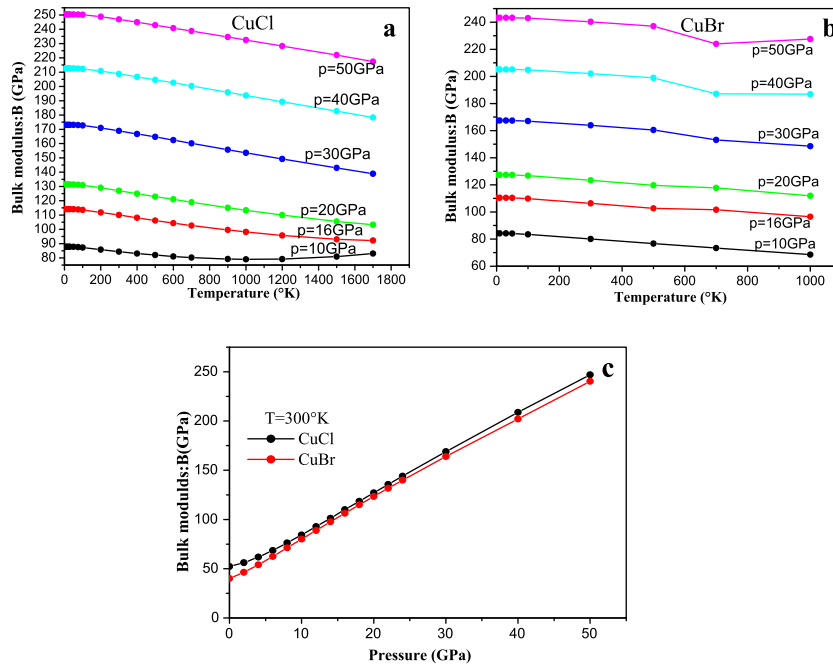 CuCl
a
250
240
230
220
210
200
190
180
170
160
150
140
130
120
110
100
90
80
p=50GPa
p=40GPa
p=30GPa
p=20GPa
p=16GPa
p=10GPa
0 200 400 600 800 1000 1200 1400 1600 1800
Temperature (°K)
Bulk modulus:B (GPa)
CuBr
b
240
220
200
180
160
140
120
100
80
60
p=50GPa
p=40GPa
p=30GPa
p=20GPa
p=16GPa
p=10GPa
0 200 400 600 800 1000
Temperature (°K)
Bulk modulus:B (GPa)
c
250
200
150
100
50
0
T=300°K
CuCl
CuBr
0 10 20 30 40 50
Pressure (GPa)
Bulk modulds:B(GPa)